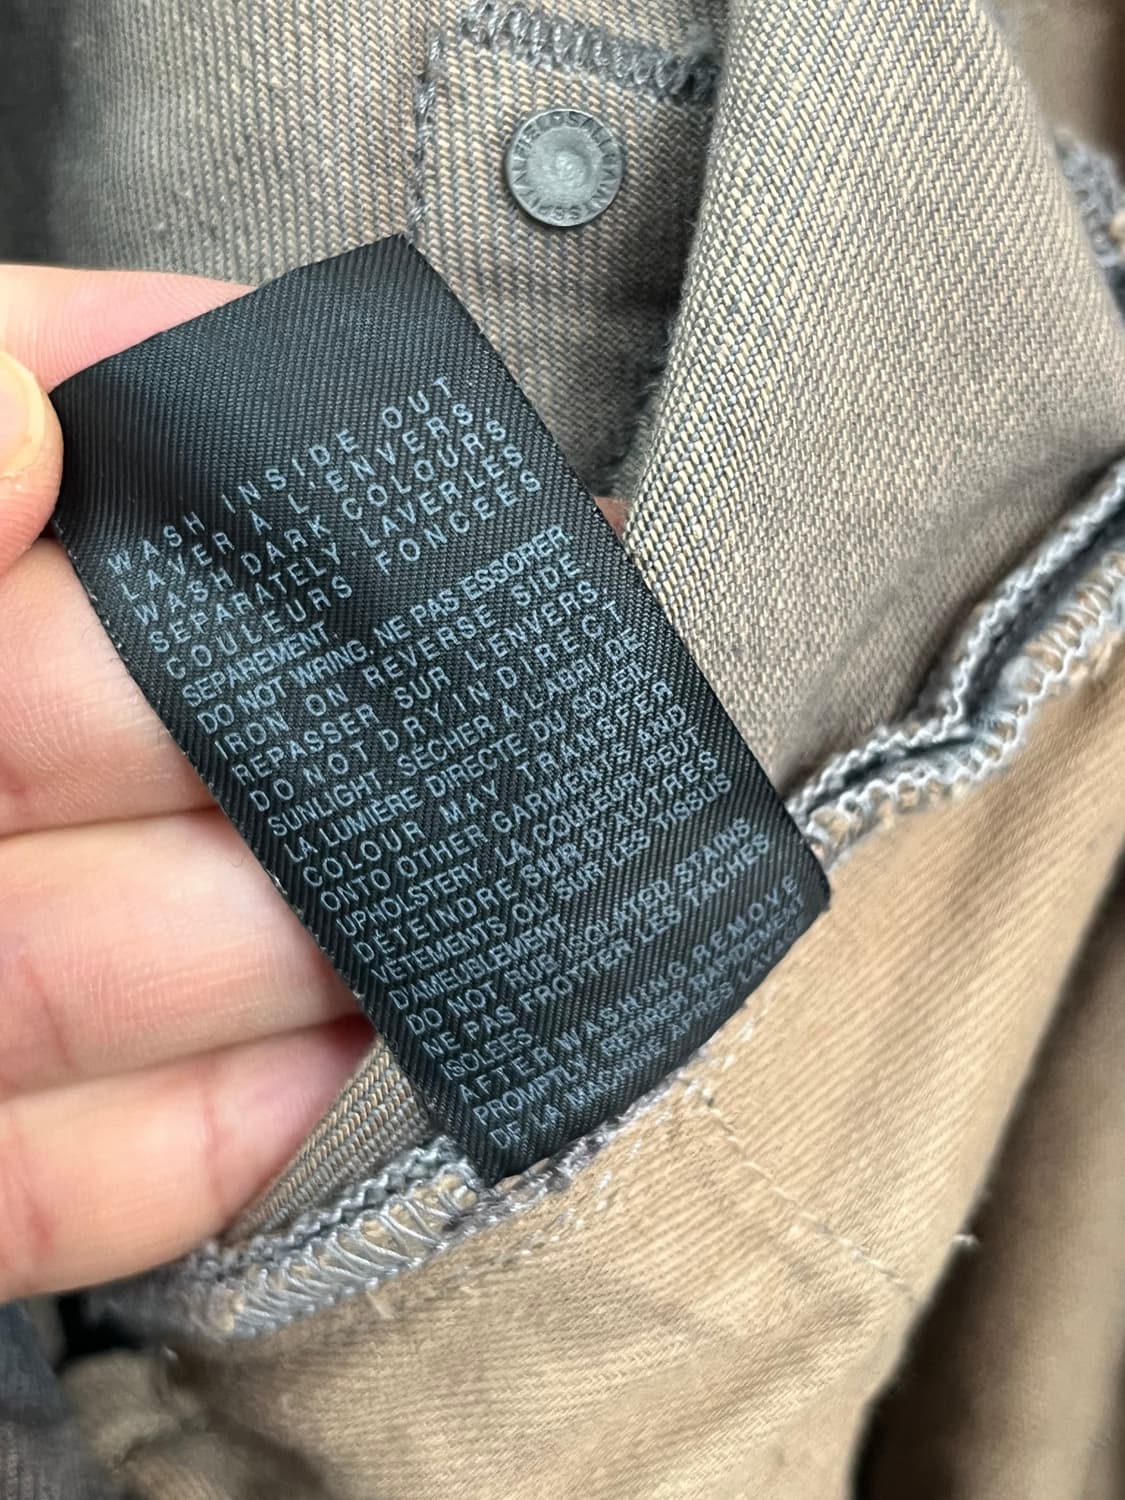 WASH INSIDE OUT
LAVER A L'ENVERS.
WASH DARK COLOURS
SEPARATELY LAVER LES
COULEURS FONCEES
SEPAREMENT
DO NOT WRING. NE PAS ESSORER
IRON ON REVERSE SIDE
REPASSER SUR L'ENVERS
DO NOT DRY IN DIRECT
SUNLIGHT SÉCHER A L'ABRI DE
LA LUMIÈRE DIRECTE DU SOLEIL
COLOUR MAY TRANSFER
ONTO OTHER GARMENTS AND
UPHOLSTERY LA COULEUR PEUT
DÉTEINDRE SUR D'AUTRES
VETEMENTS OU SUR LES TISSUS
D'AMEUBLEMENT
DO NOT RUB ISOLATED STAINS
NE PAS FROTTER LES TACHES
ISOLEES
AFTER WASHING REMOVE
PROMPTLY RETIRER RAPIDEMENT
DE LA MACHINE APRES LAVAGE